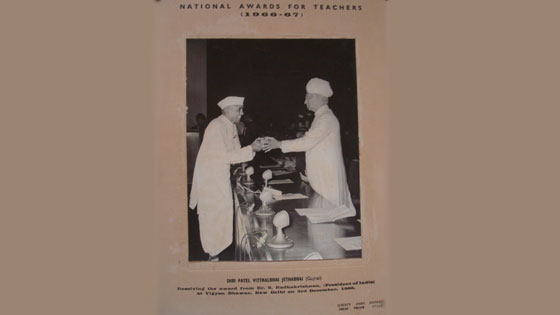 NATIONAL AWARDS FOR TEACHERS
(1966-67)
SHRI PATEL VITTHALBHAI JETHABHAI (Gujrat)
Receiving the award from Dr. S. Radhakrishnan, (President of India)
at Vigyan Bhawan, New Delhi on 3rd December, 1966.